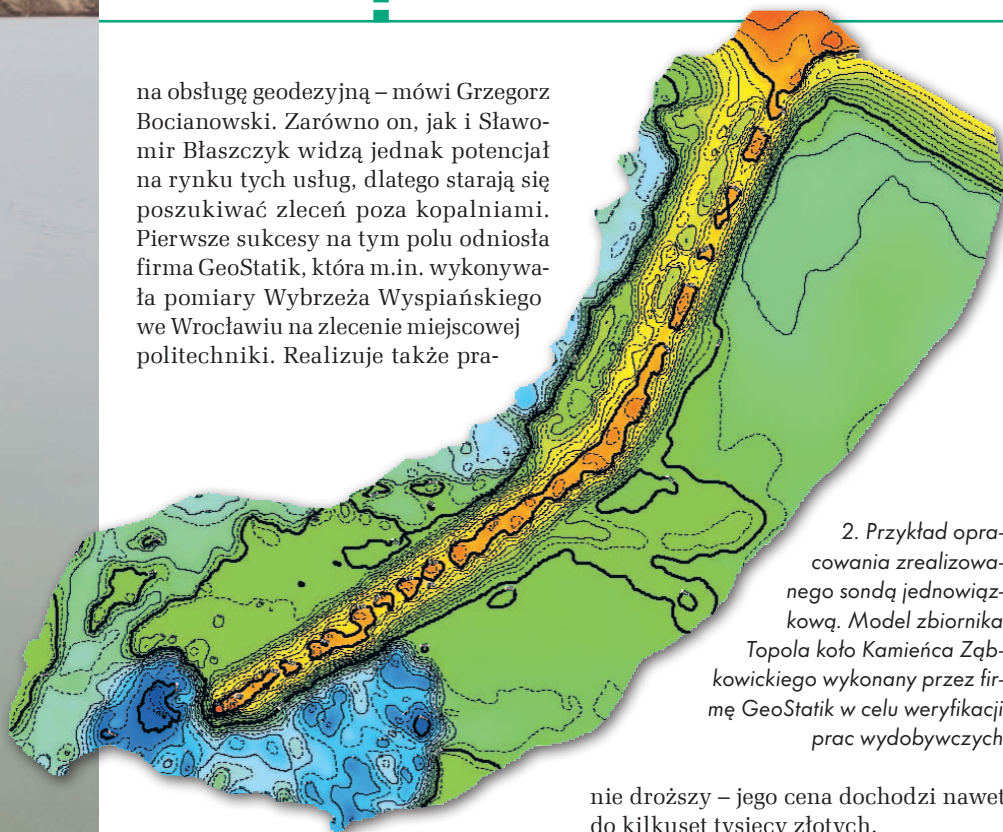 na obsługę geodezyjną – mówi Grzegorz
Bocianowski. Zarówno on, jak i Sławo-
mir Błaszczyk widzą jednak potencjał
na rynku tych usług, dlatego starają się
poszukiwać zleceń poza kopalniami.
Pierwsze sukcesy na tym polu odniosła
firma GeoStatik, która m.in. wykonywa-
ła pomiary Wybrzeża Wyspiańskiego
we Wrocławiu na zlecenie miejscowej
politechniki. Realizuje także pra-
2. Przykład opra-
cowania zrealizowa-
nego sondą jednowiąz-
kową. Model zbiornika
Topola koło Kamieńca Ząb-
kowickiego wykonany przez fir-
mę GeoStatik w celu weryfikacji
prac wydobywczych
nie droższy – jego cena dochodzi nawet
do kilkuset tysięcy złotych.